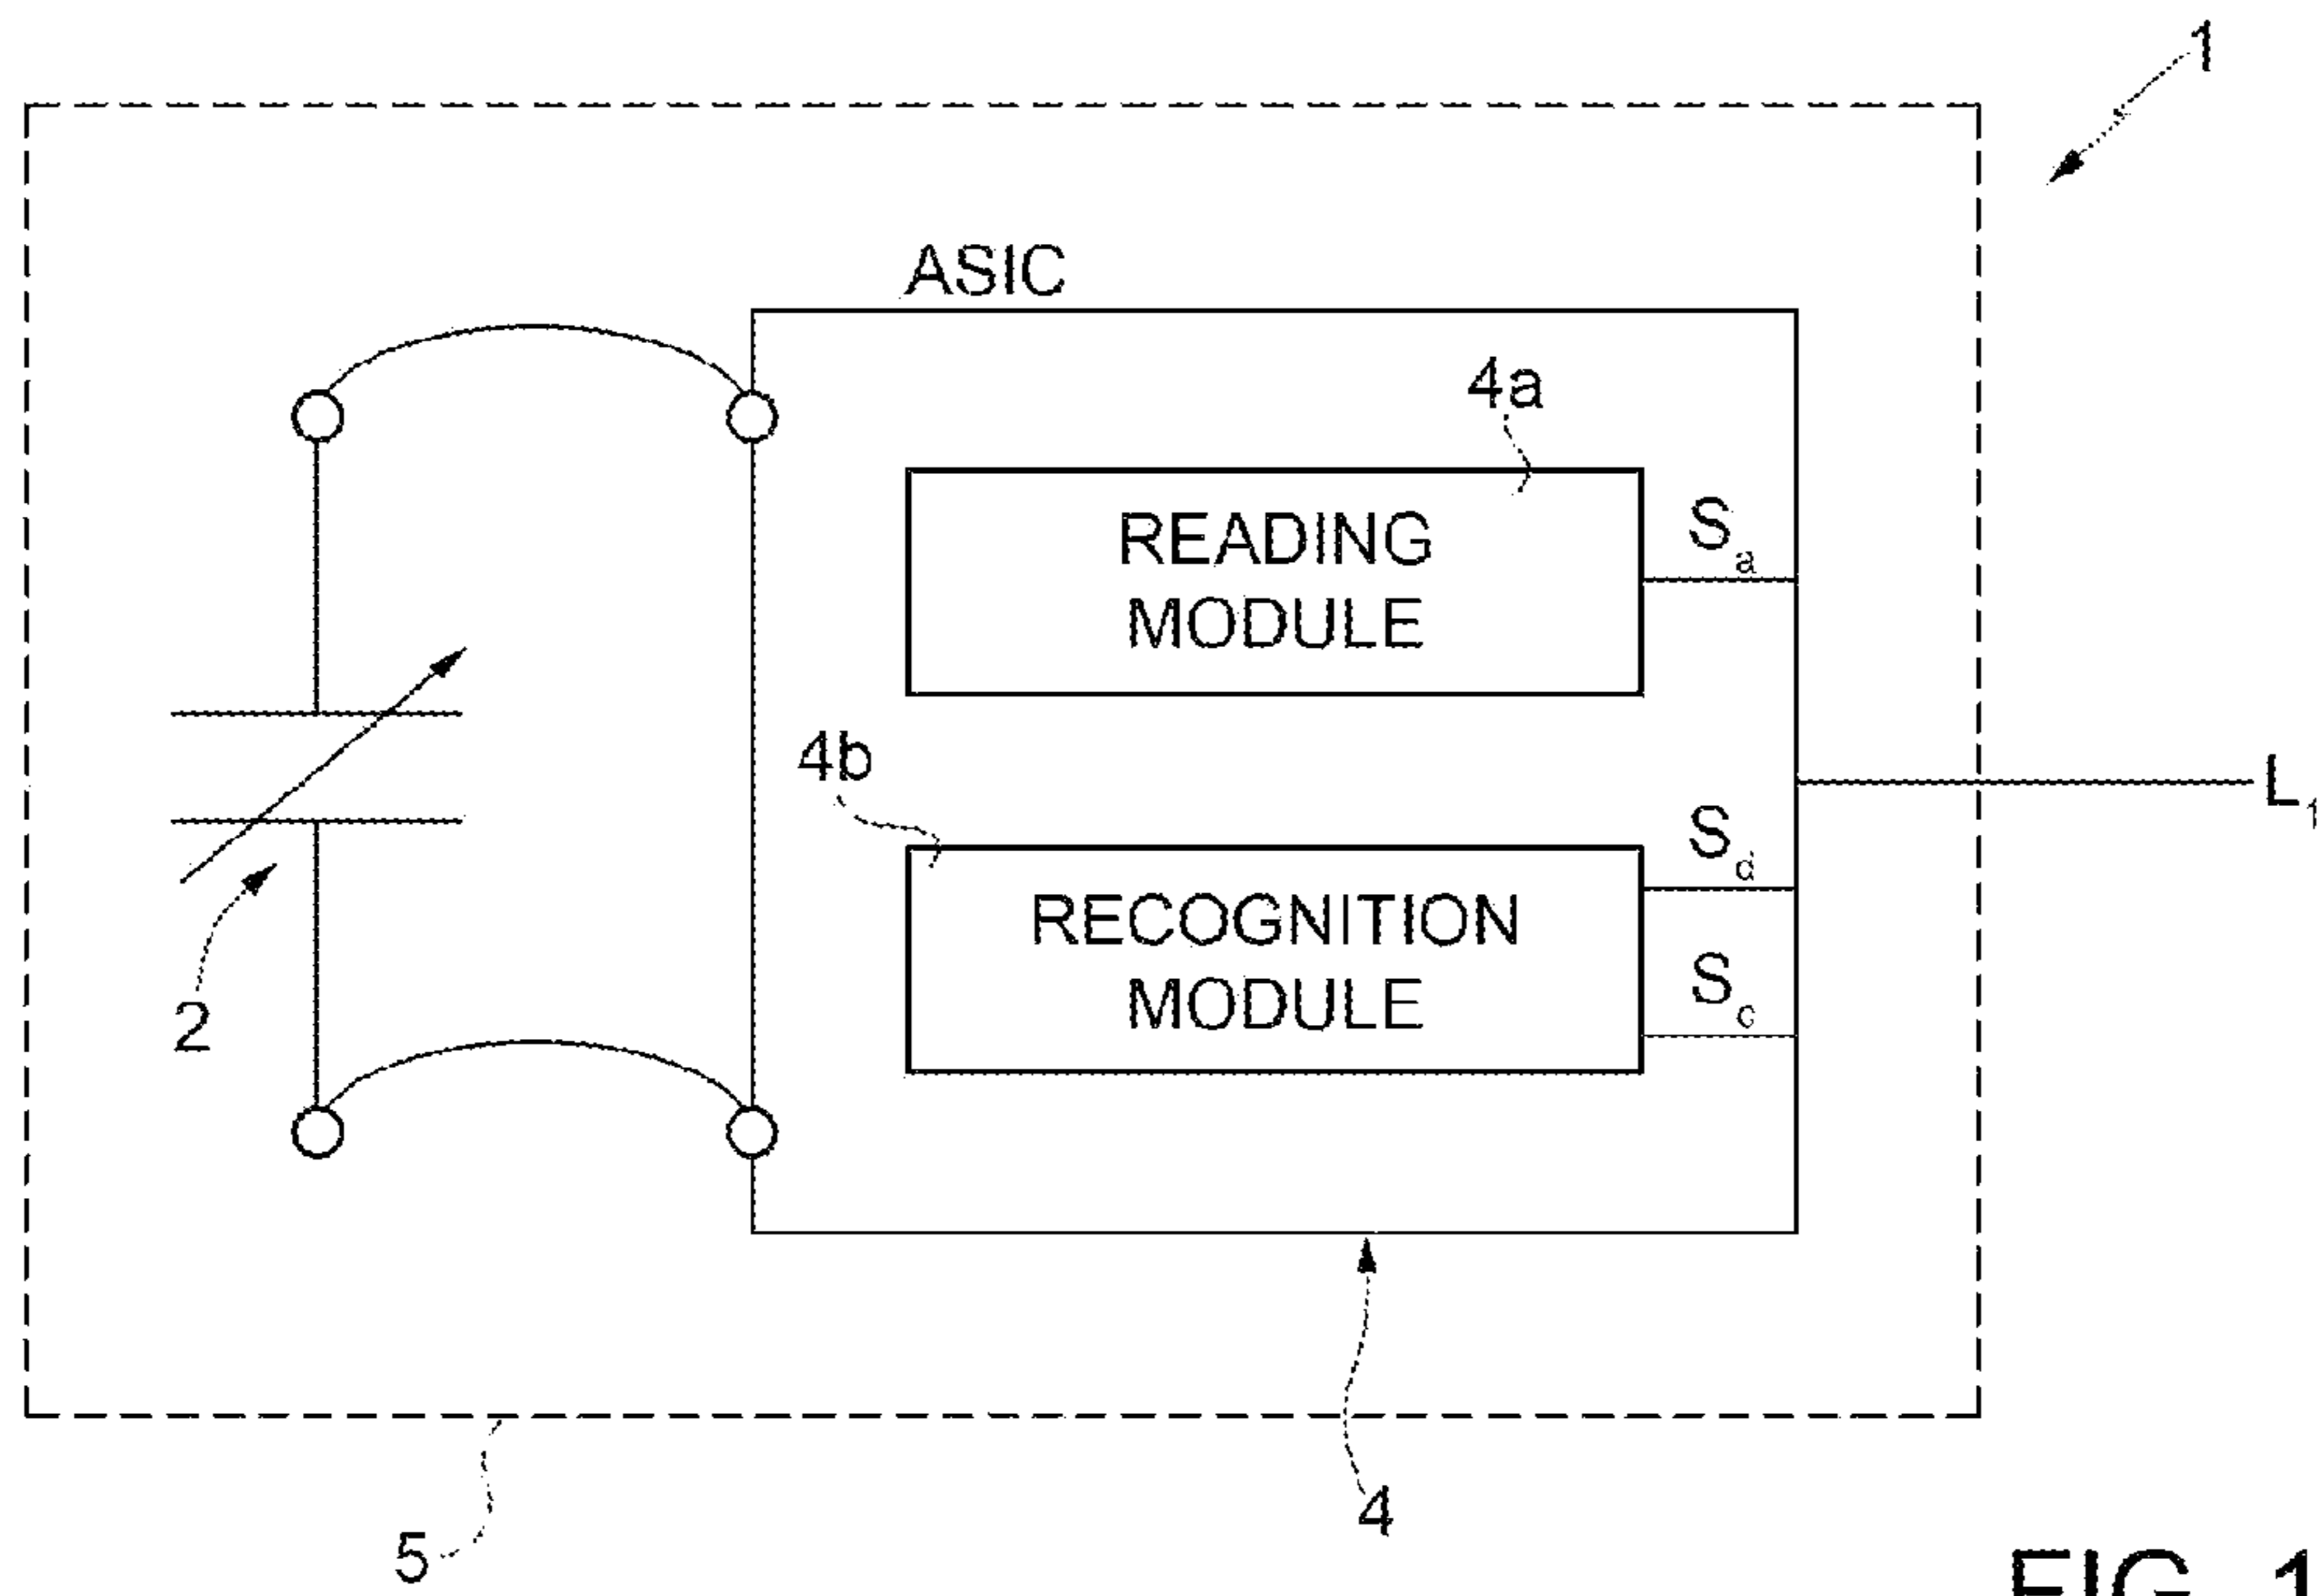 1
ASIC
4a
READING
MODULE
Sa
4b
L1
Sd
RECOGNITION
MODULE
Sc
2
4
5
FIG. 1